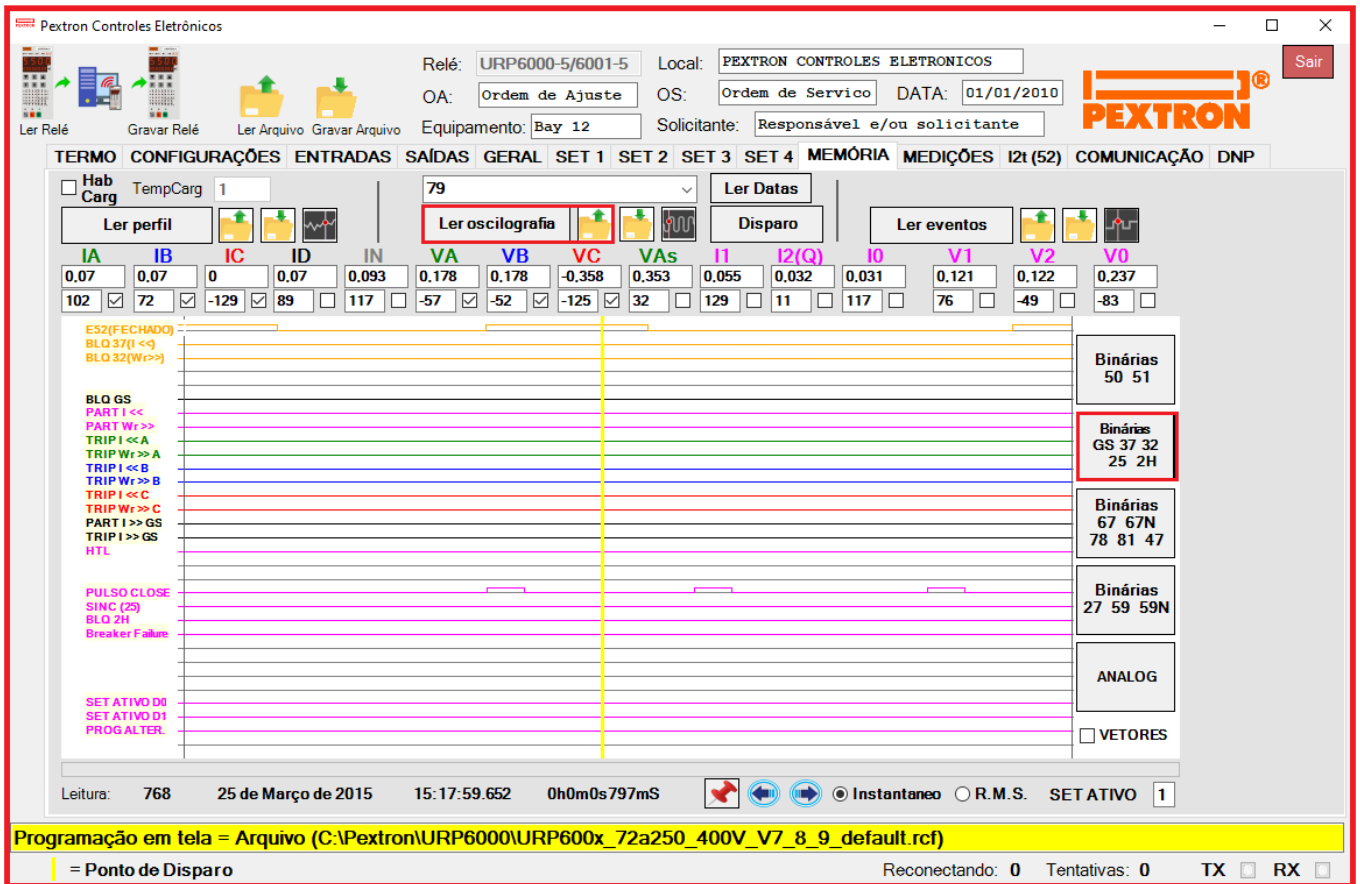 PEXTRON Pextron Controles Eletrônicos
Relé: URP6000-5/6001-5 Local: PEXTRON CONTROLES ELETRONICOS Sair
OA: Ordem de Ajuste OS: Ordem de Servico DATA: 01/01/2010
PEXTRON®
Ler Relé Gravar Relé Ler Arquivo Gravar Arquivo Equipamento: Bay 12 Solicitante: Responsável e/ou solicitante
TERMO CONFIGURAÇÕES ENTRADAS SAÍDAS GERAL SET 1 SET 2 SET 3 SET 4 MEMÓRIA MEDIÇÕES I2t (52) COMUNICAÇÃO DNP
Hab Carg TempCarg 1 79 Ler Datas
Ler perfil Ler oscilografia Disparo Ler eventos
IA IB IC ID IN VA VB VC VAs I1 I2(Q) I0 V1 V2 V0
0,07 0,07 0 0,07 0,093 0,178 0,178 -0,358 0,353 0,055 0,032 0,031 0,121 0,122 0,237
102 72 -129 89 117 -57 -52 -125 32 129 11 117 76 -49 -83
E52(FECHADO)
BLQ 37(I <<)
BLQ 32(Wr>>)
BLQ GS
PART I <<
PART Wr >>
TRIP I << A
TRIP Wr >> A
TRIP I << B
TRIP Wr >> B
TRIP I << C
TRIP Wr >> C
PART I >> GS
TRIP I >> GS
HTL
PULSO CLOSE
SINC (25)
BLQ 2H
Breaker Failure
SET ATIVO D0
SET ATIVO D1
PROG ALTER.
Binárias
50 51
Binárias
GS 37 32
25 2H
Binárias
67 67N
78 81 47
Binárias
27 59 59N
ANALOG
VETORES
Leitura: 768 25 de Março de 2015 15:17:59.652 0h0m0s797mS Instantaneo R.M.S. SET ATIVO 1
Programação em tela = Arquivo (C:\Pextron\URP6000\URP600x_72a250_400V_V7_8_9_default.rcf)
= Ponto de Disparo Reconectando: 0 Tentativas: 0 TX RX